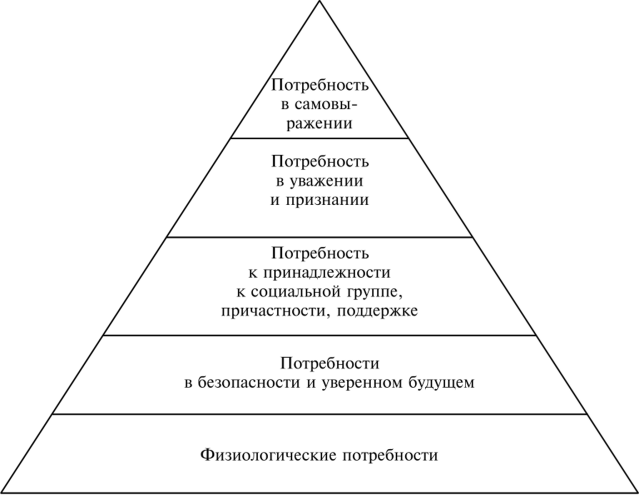 Потребность
в самовы-
ражении
Потребность
в уважении
и признании
Потребность
к принадлежности
к социальной группе,
причастности, поддержке
Потребности
в безопасности и уверенном будущем
Физиологические потребности